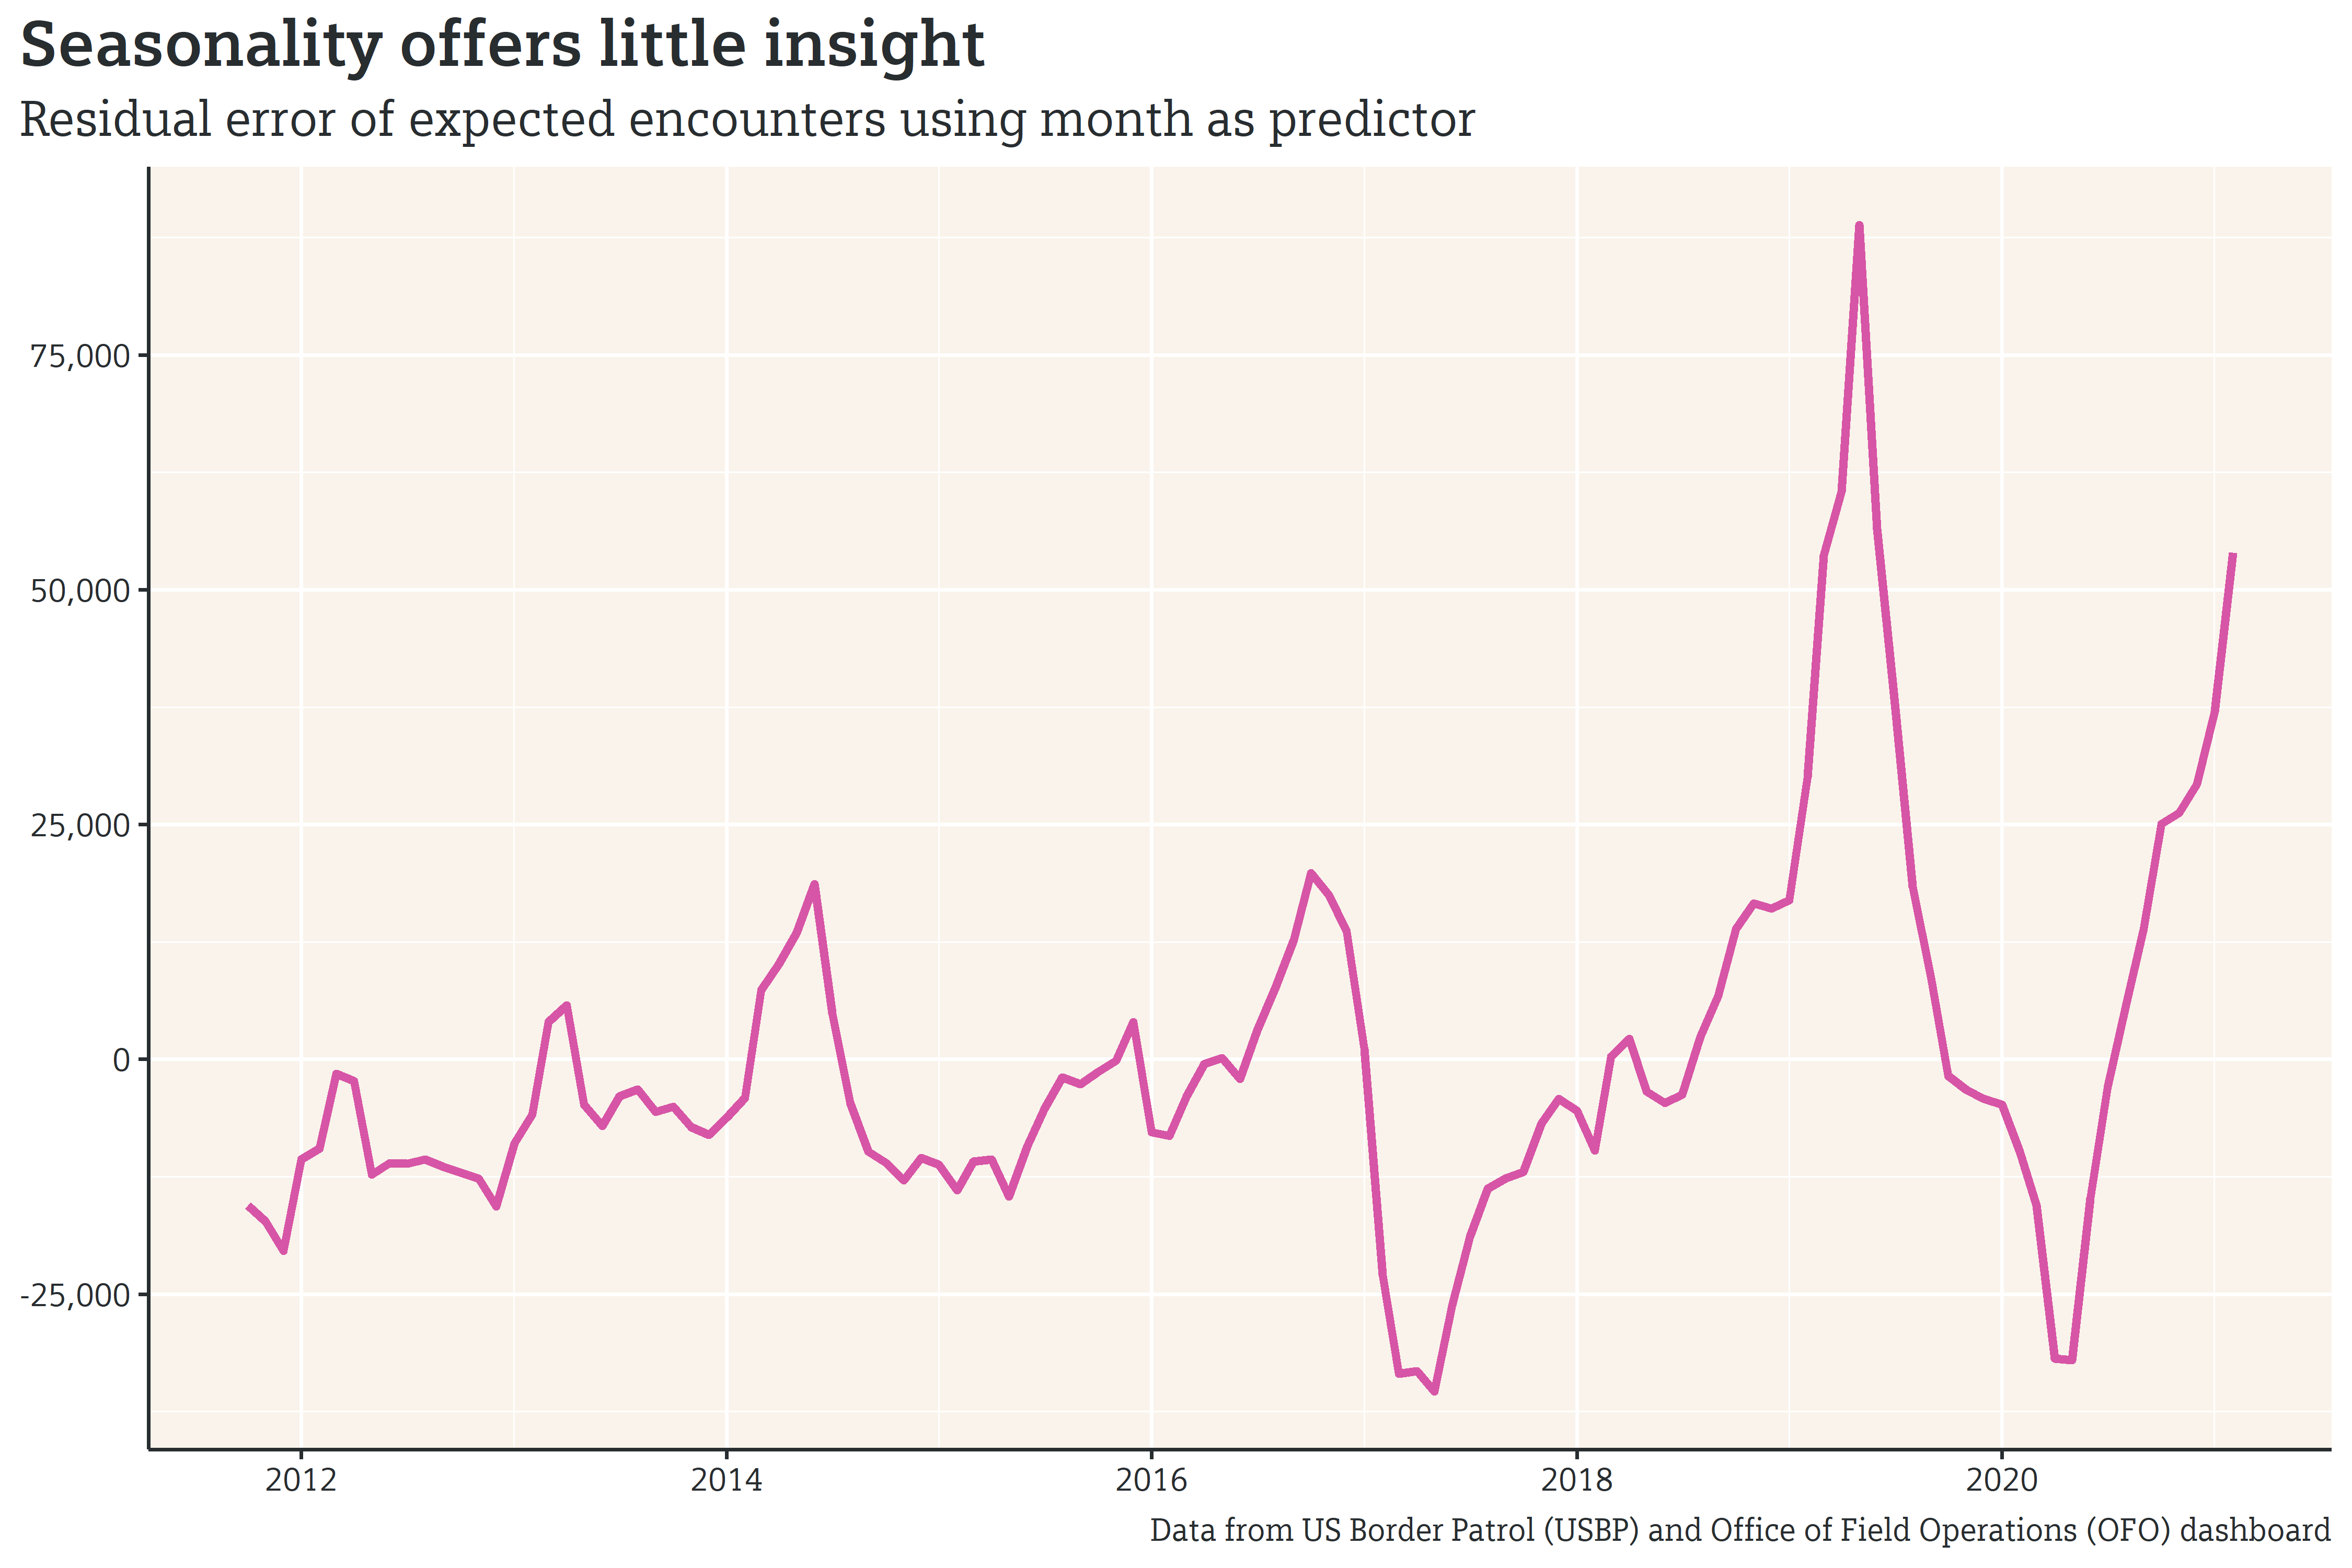 Seasonality offers little insight
Residual error of expected encounters using month as predictor
75,000
50,000
25,000
0
-25,000
2012 2014 2016 2018 2020
Data from US Border Patrol (USBP) and Office of Field Operations (OFO) dashboard